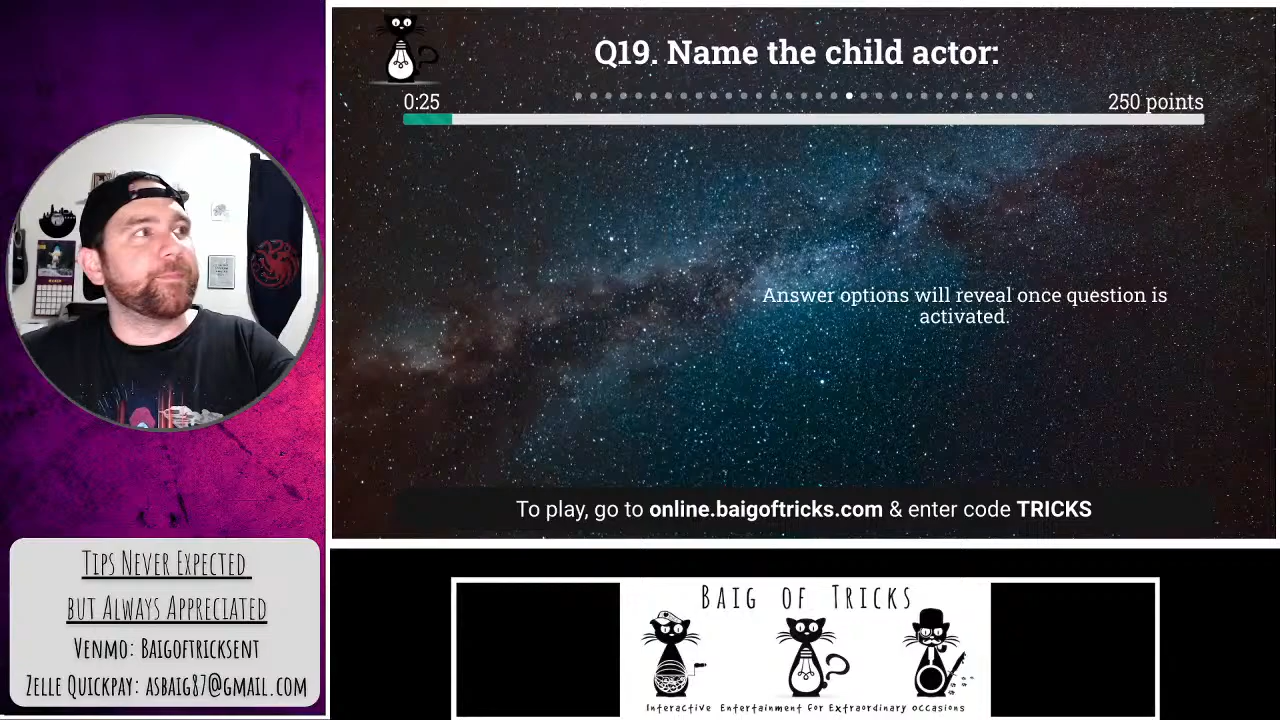 Q19. Name the child actor:
0:25
250 points
Answer options will reveal once question is
activated.
To play, go to online.baigoftricks.com & enter code TRICKS
Tips Never Expected
but Always Appreciated
Venmo: Baigoftricksent
Zelle Quickpay: asbaig87@gmail.com
Baig of Tricks
Interactive Entertainment for Extraordinary Occasions